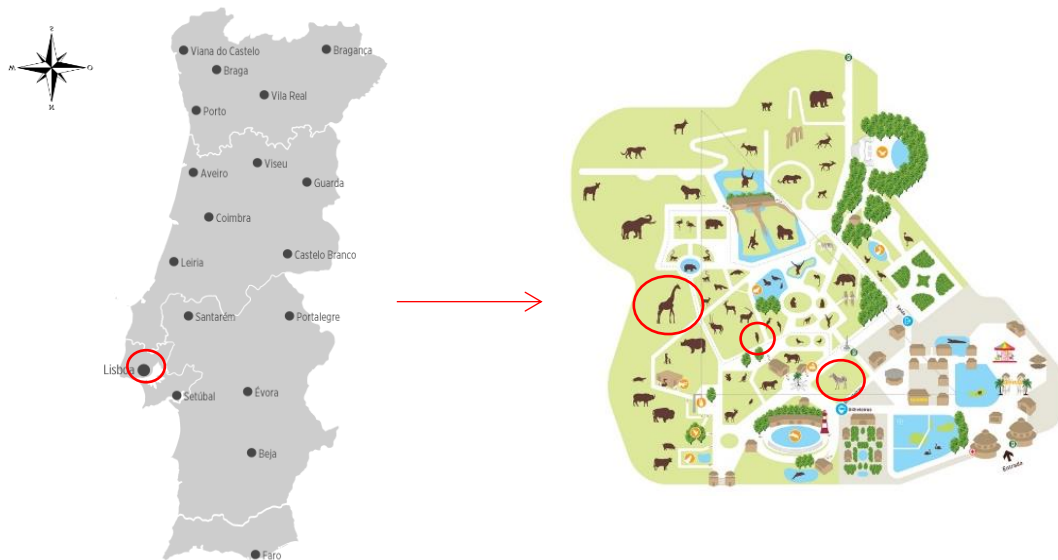 Viana do Castelo
Bragança
Braga
Vila Real
Porto
Viseu
Aveiro
Guarda
Coimbra
Castelo Branco
Leiria
Santarém
Portalegre
Lisboa
Setúbal
Évora
Beja
Faro
Entrada